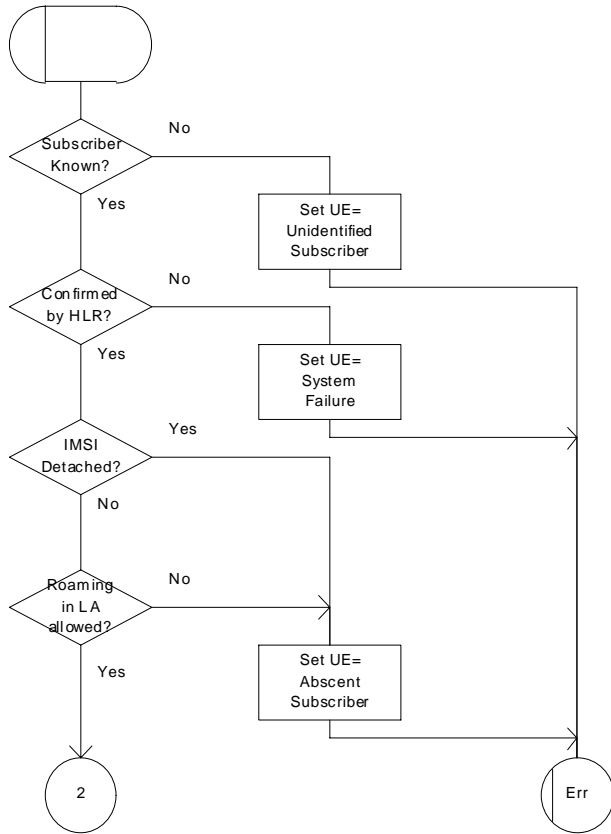 No
Subscriber
Known?
Yes
Set UE=
Unidentified
Subscriber
No
Confirmed
by HLR?
Yes
Set UE=
System
Failure
Yes
IMSI
Detached?
No
No
Roaming
in LA
allowed?
Yes
Set UE=
Abscent
Subscriber
2
Err